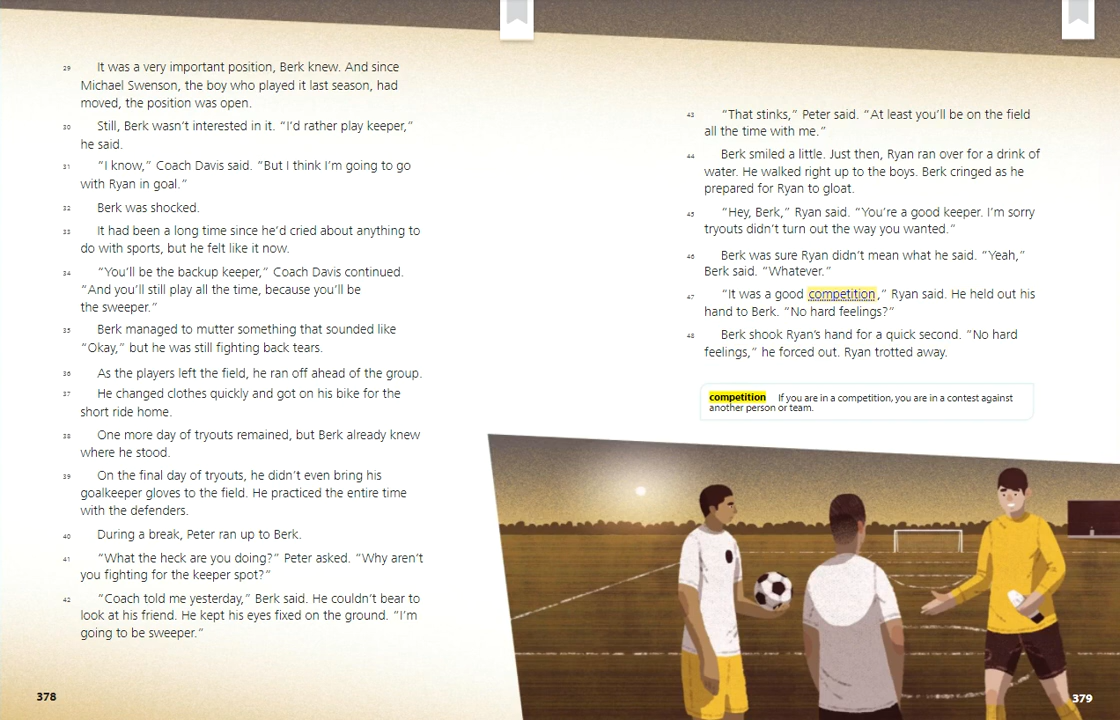 29 It was a very important position, Berk knew. And since
Michael Swenson, the boy who played it last season, had
moved, the position was open.
30 Still, Berk wasn't interested in it. “I'd rather play keeper,”
he said.
31 “I know,” Coach Davis said. “But I think I'm going to go
with Ryan in goal.”
32 Berk was shocked.
33 It had been a long time since he'd cried about anything to
do with sports, but he felt like it now.
34 “You'll be the backup keeper,” Coach Davis continued.
“And you'll still play all the time, because you'll be
the sweeper.”
35 Berk managed to mutter something that sounded like
“Okay,” but he was still fighting back tears.
36 As the players left the field, he ran off ahead of the group.
37 He changed clothes quickly and got on his bike for the
short ride home.
38 One more day of tryouts remained, but Berk already knew
where he stood.
39 On the final day of tryouts, he didn't even bring his
goalkeeper gloves to the field. He practiced the entire time
with the defenders.
40 During a break, Peter ran up to Berk.
41 “What the heck are you doing?” Peter asked. “Why aren't
you fighting for the keeper spot?”
42 “Coach told me yesterday,” Berk said. He couldn't bear to
look at his friend. He kept his eyes fixed on the ground. “I'm
going to be sweeper.”
378
43 “That stinks,” Peter said. “At least you'll be on the field
all the time with me.”
44 Berk smiled a little. Just then, Ryan ran over for a drink of
water. He walked right up to the boys. Berk cringed as he
prepared for Ryan to gloat.
45 “Hey, Berk,” Ryan said. “You're a good keeper. I'm sorry
tryouts didn't turn out the way you wanted.”
46 Berk was sure Ryan didn't mean what he said. “Yeah,”
Berk said. “Whatever.”
47 “It was a good competition,” Ryan said. He held out his
hand to Berk. “No hard feelings?”
48 Berk shook Ryan's hand for a quick second. “No hard
feelings,” he forced out. Ryan trotted away.
competition If you are in a competition, you are in a contest against
another person or team.
379